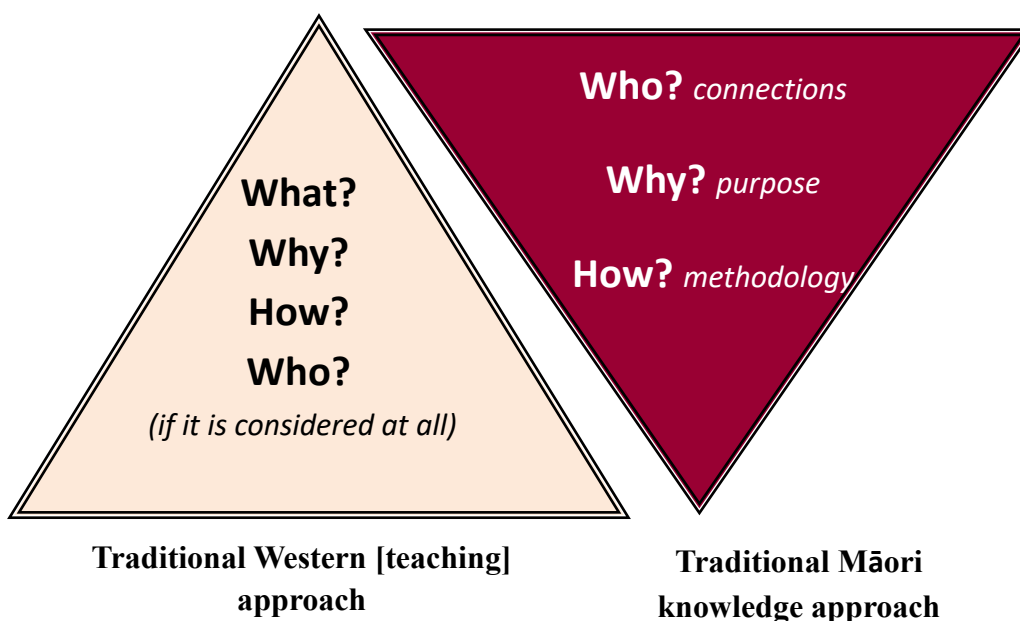 What?
Why?
How?
Who?
(if it is considered at all)
Traditional Western [teaching]
approach
Who? connections
Why? purpose
How? methodology
Traditional Māori
knowledge approach